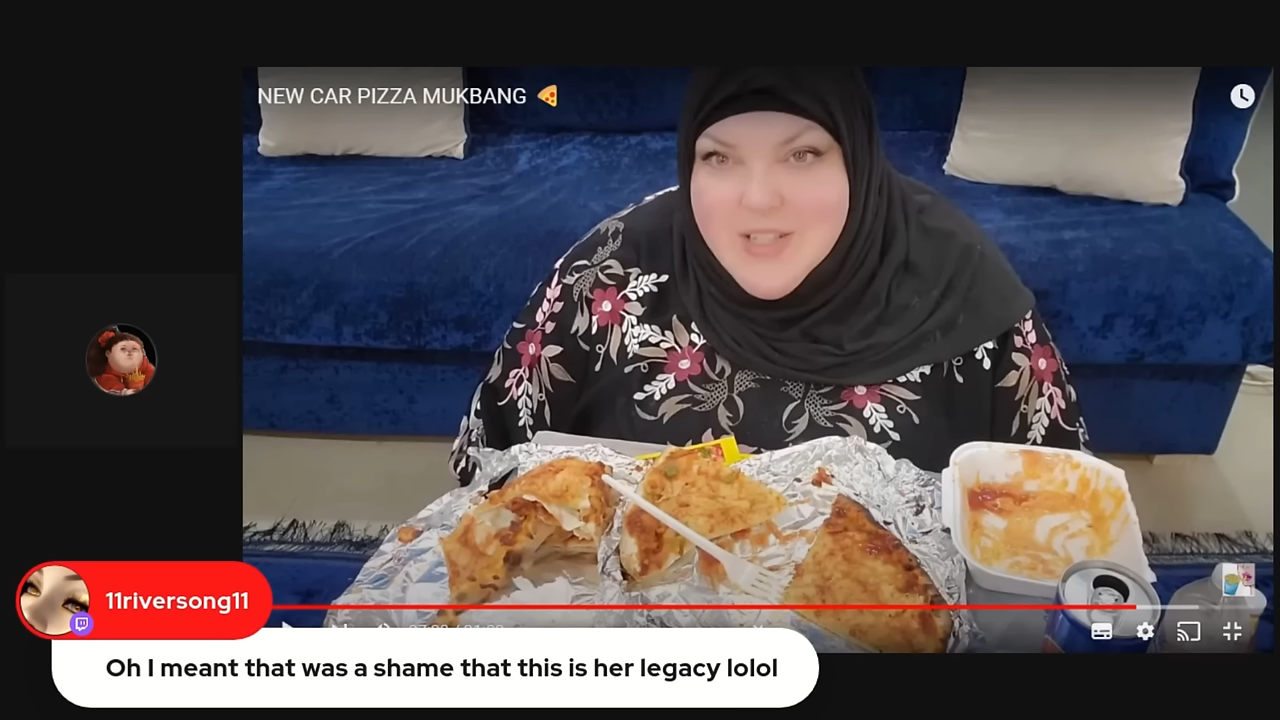 NEW CAR PIZZA MUKBANG 🍕
11riversong11
Oh I meant that was a shame that this is her legacy lolol